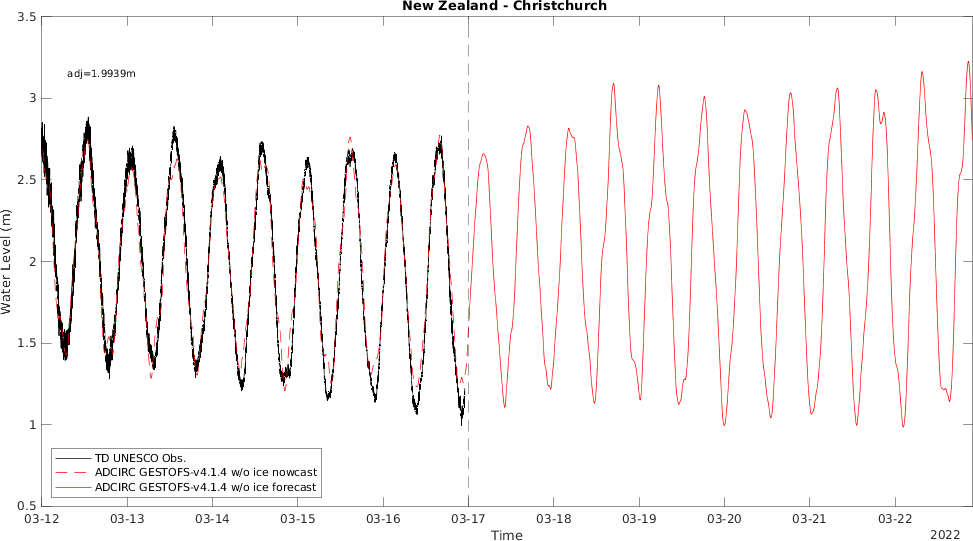 New Zealand - Christchurch
3.5
3
2.5
2
1.5
1
0.5
Water Level (m)
adj=1.9939m
TD UNESCO Obs.
ADCIRC GESTOFS-v4.1.4 w/o ice nowcast
ADCIRC GESTOFS-v4.1.4 w/o ice forecast
03-12 03-13 03-14 03-15 03-16 03-17 03-18 03-19 03-20 03-21 03-22
Time
2022